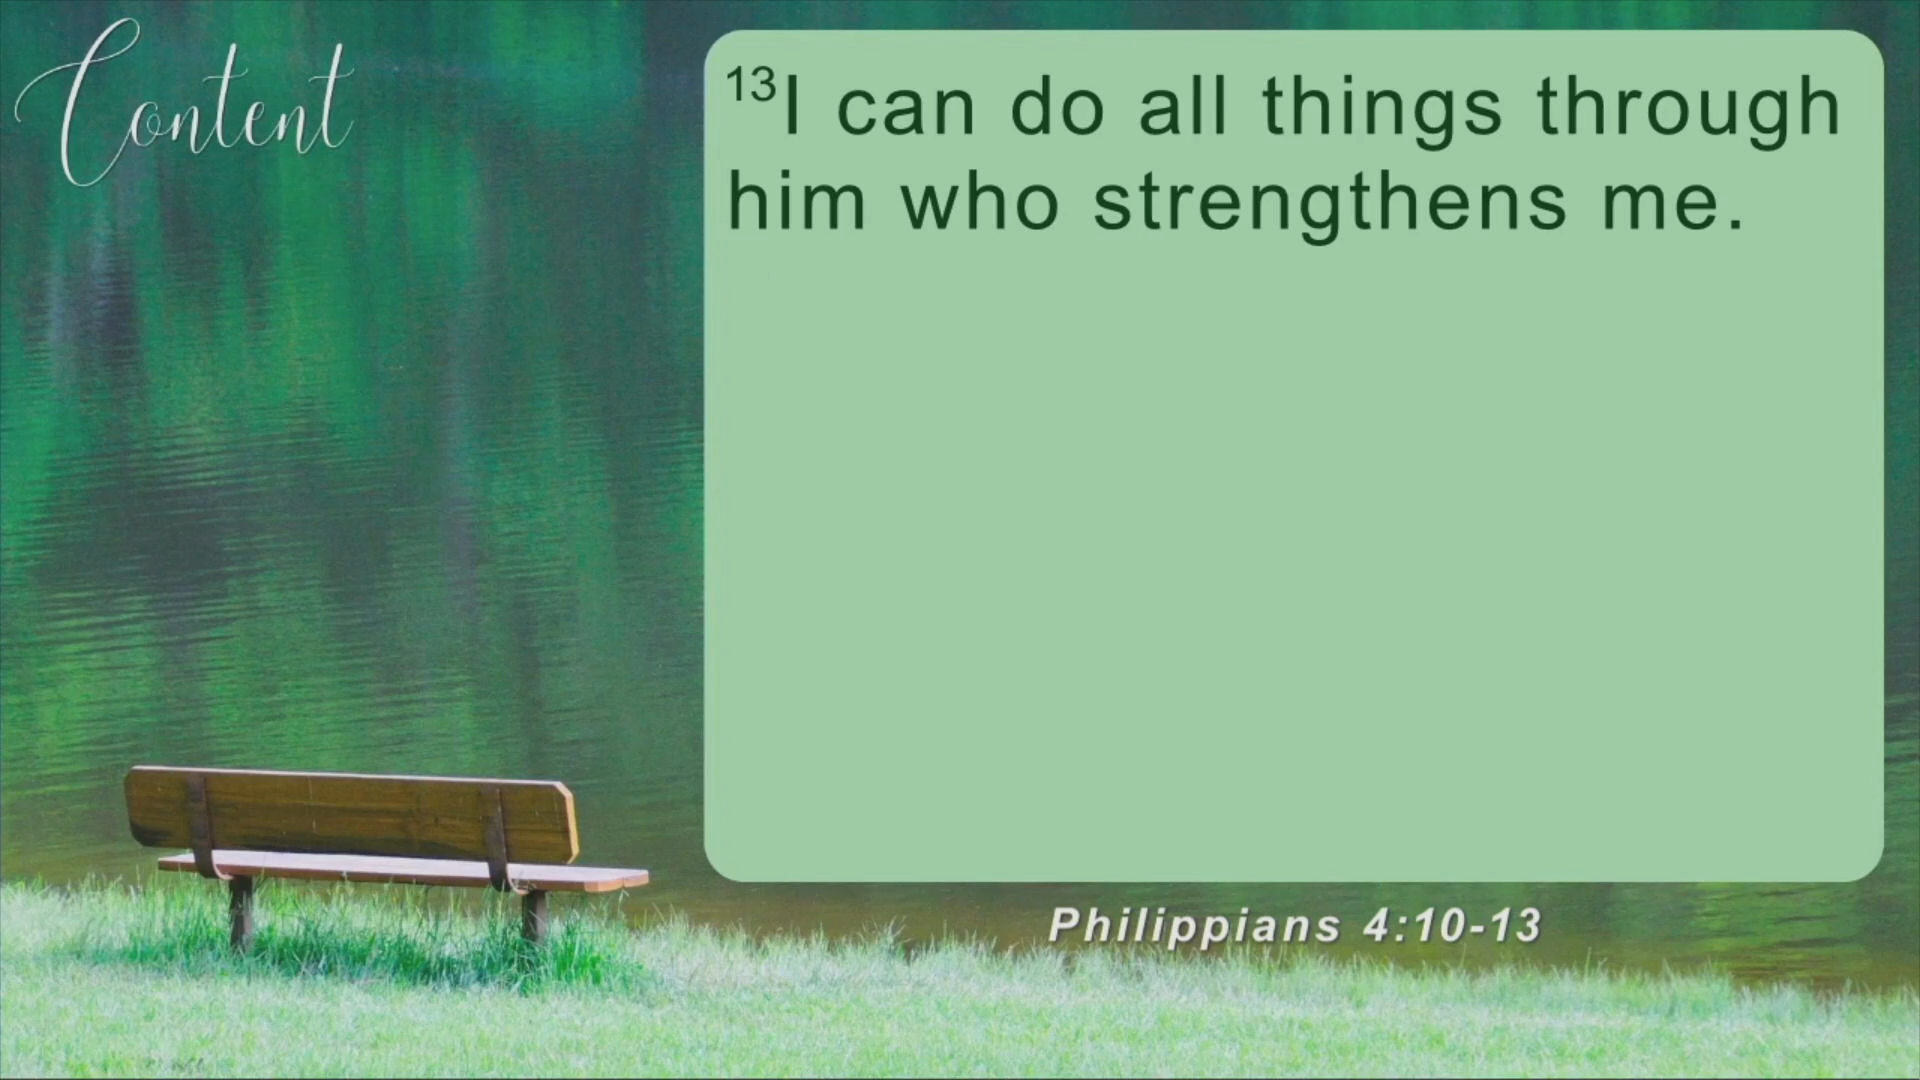 Content
¹³I can do all things through
him who strengthens me.
Philippians 4:10-13